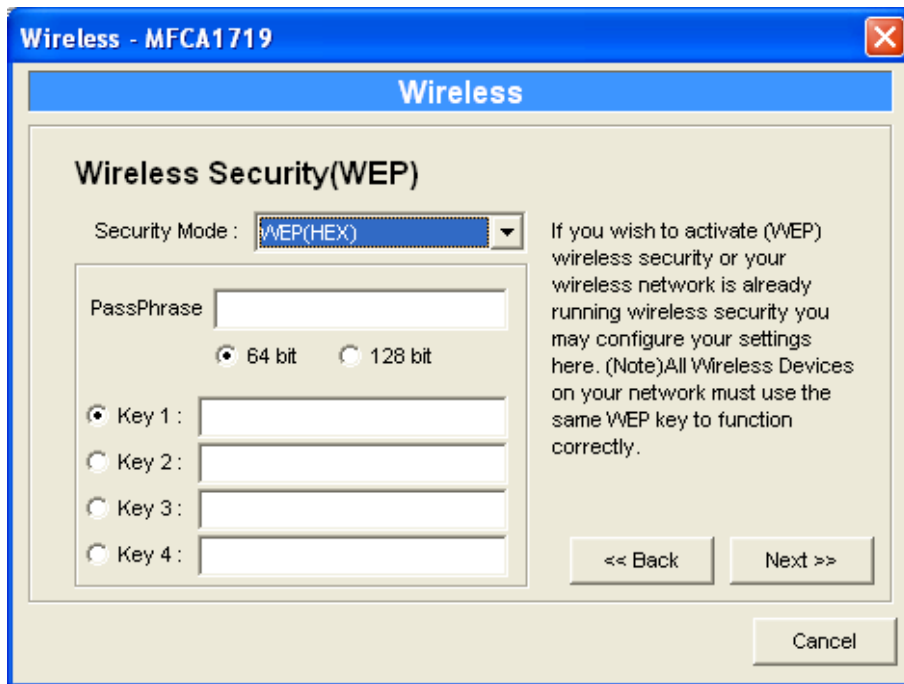 Wireless - MFCA1719
Wireless
Wireless Security(WEP)
Security Mode : WEP(HEX)
PassPhrase
64 bit 128 bit
Key 1 :
Key 2 :
Key 3 :
Key 4 :
If you wish to activate (WEP)
wireless security or your
wireless network is already
running wireless security you
may configure your settings
here. (Note)All Wireless Devices
on your network must use the
same WEP key to function
correctly.
<< Back Next >>
Cancel